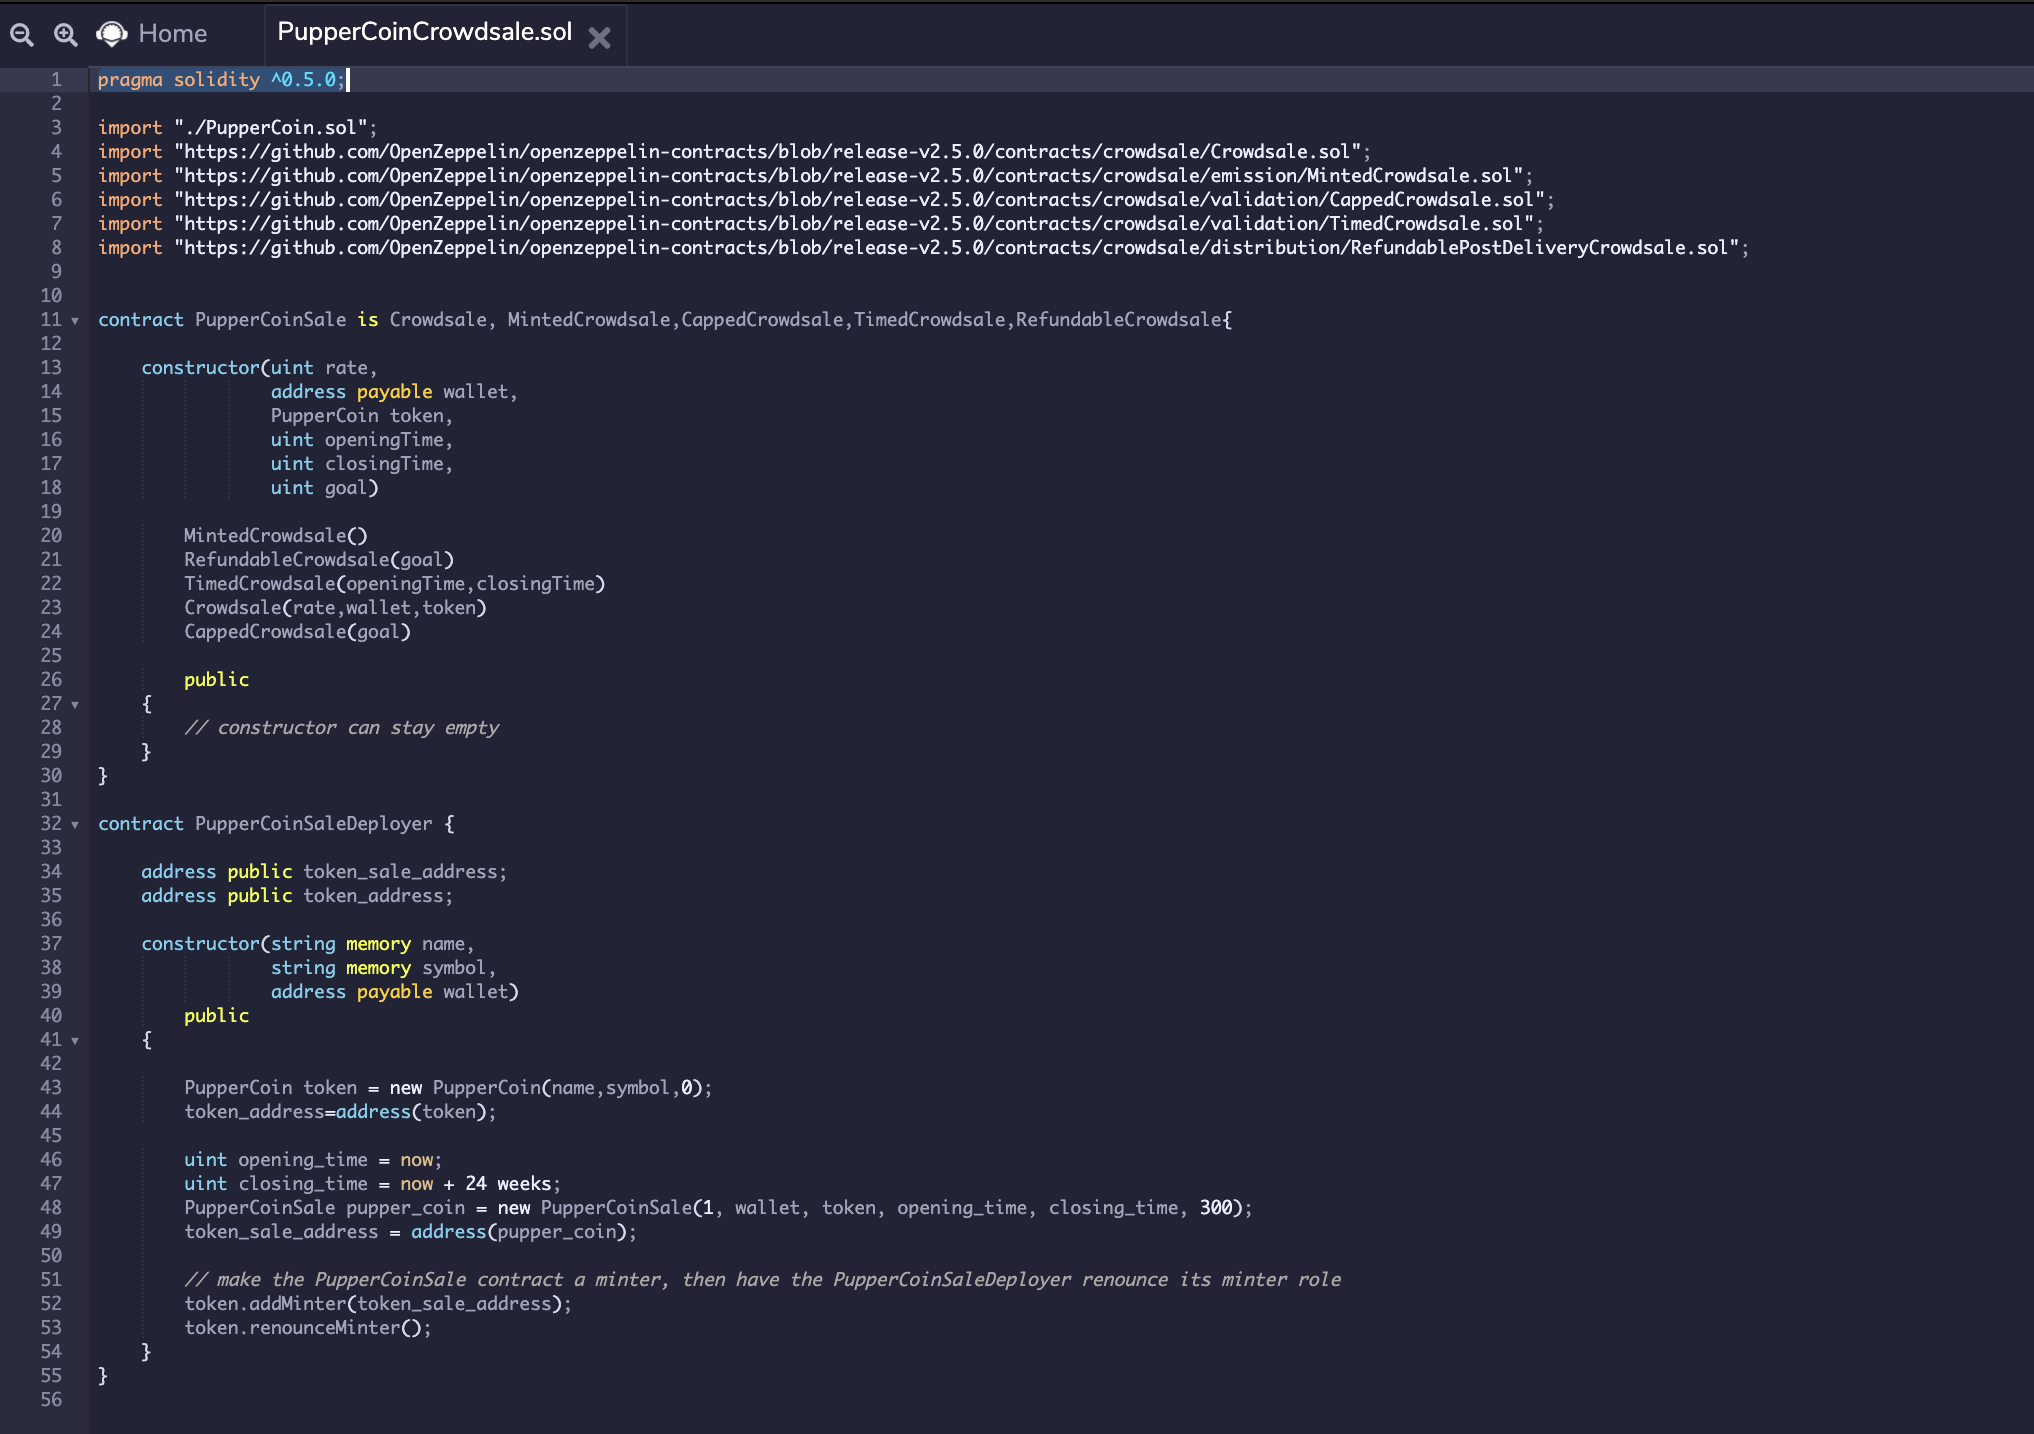 Home
PupperCoinCrowdsale.sol
1 pragma solidity ^0.5.0;
2
3 import "./PupperCoin.sol";
4 import "https://github.com/OpenZeppelin/openzeppelin-contracts/blob/release-v2.5.0/contracts/crowdsale/Crowdsale.sol";
5 import "https://github.com/OpenZeppelin/openzeppelin-contracts/blob/release-v2.5.0/contracts/crowdsale/emission/MintedCrowdsale.sol";
6 import "https://github.com/OpenZeppelin/openzeppelin-contracts/blob/release-v2.5.0/contracts/crowdsale/validation/CappedCrowdsale.sol";
7 import "https://github.com/OpenZeppelin/openzeppelin-contracts/blob/release-v2.5.0/contracts/crowdsale/validation/TimedCrowdsale.sol";
8 import "https://github.com/OpenZeppelin/openzeppelin-contracts/blob/release-v2.5.0/contracts/crowdsale/distribution/RefundablePostDeliveryCrowdsale.sol";
9
10
11 contract PupperCoinSale is Crowdsale, MintedCrowdsale,CappedCrowdsale,TimedCrowdsale,RefundableCrowdsale{
12
13 constructor(uint rate,
14 address payable wallet,
15 PupperCoin token,
16 uint openingTime,
17 uint closingTime,
18 uint goal)
19
20 MintedCrowdsale()
21 RefundableCrowdsale(goal)
22 TimedCrowdsale(openingTime,closingTime)
23 Crowdsale(rate,wallet,token)
24 CappedCrowdsale(goal)
25
26 public
27 {
28 // constructor can stay empty
29 }
30 }
31
32 contract PupperCoinSaleDeployer {
33
34 address public token_sale_address;
35 address public token_address;
36
37 constructor(string memory name,
38 string memory symbol,
39 address payable wallet)
40 public
41 {
42
43 PupperCoin token = new PupperCoin(name,symbol,0);
44 token_address=address(token);
45
46 uint opening_time = now;
47 uint closing_time = now + 24 weeks;
48 PupperCoinSale pupper_coin = new PupperCoinSale(1, wallet, token, opening_time, closing_time, 300);
49 token_sale_address = address(pupper_coin);
50
51 // make the PupperCoinSale contract a minter, then have the PupperCoinSaleDeployer renounce its minter role
52 token.addMinter(token_sale_address);
53 token.renounceMinter();
54 }
55 }
56